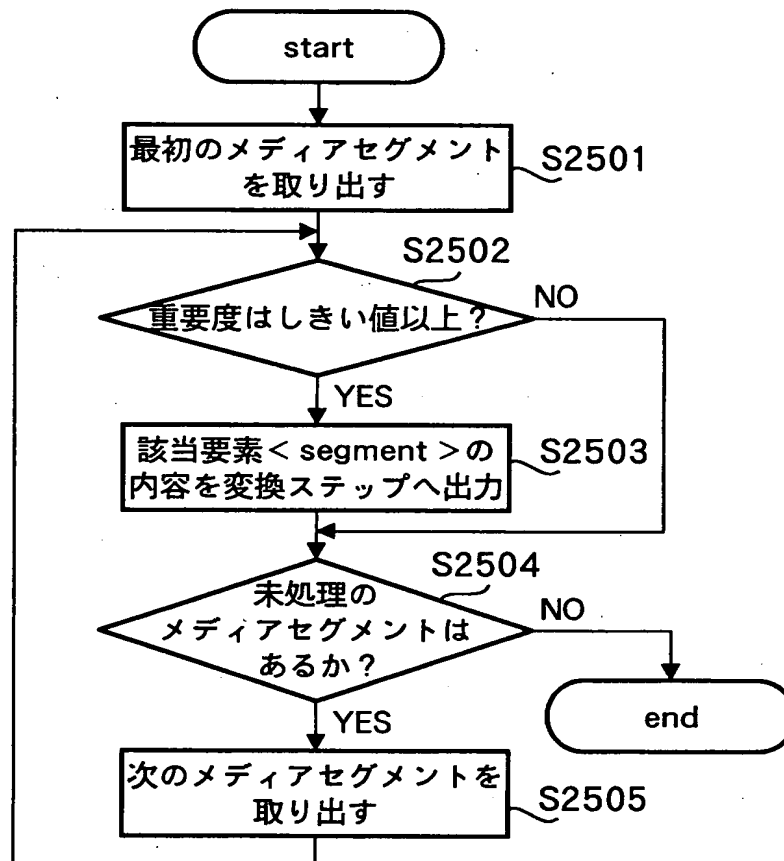 start
最初のメディアセグメント
を取り出す
S2501
S2502
重要度はしきい値以上？
NO
YES
該当要素＜ segment ＞の
内容を変換ステップへ出力
S2503
S2504
未処理の
メディアセグメントは
あるか？
NO
YES
end
次のメディアセグメントを
取り出す
S2505